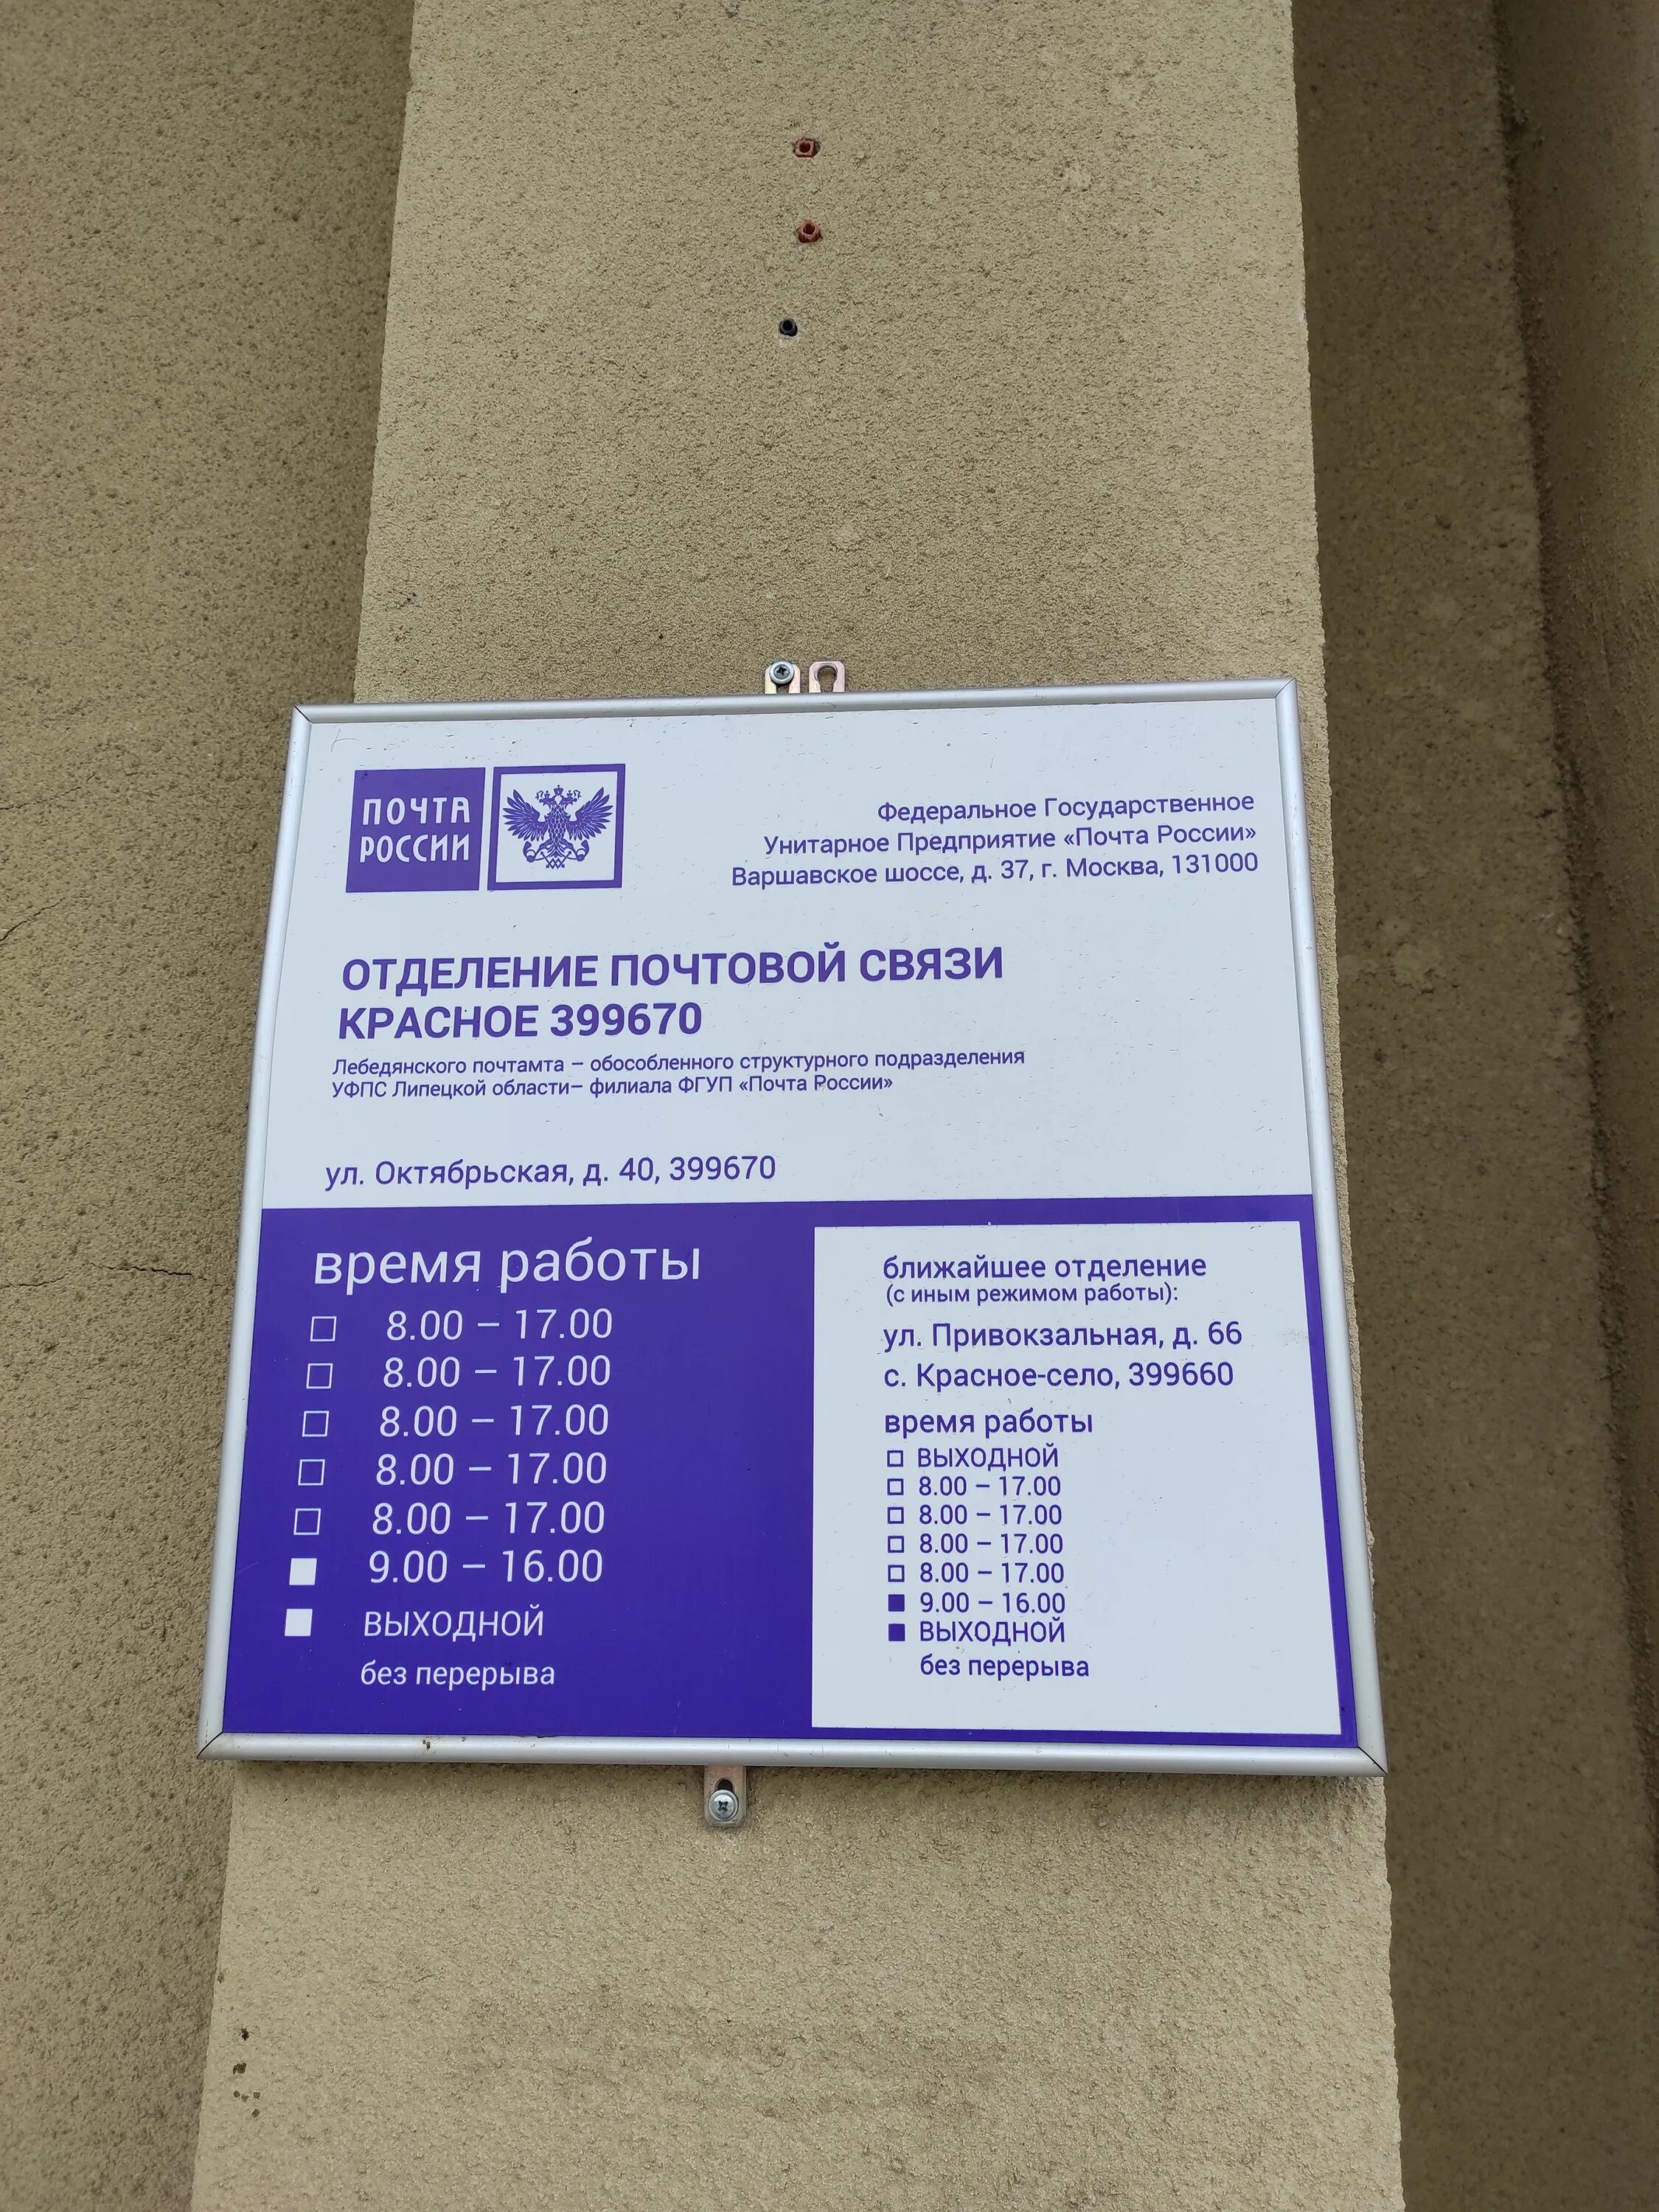 ПОЧТА
РОССИИ
Федеральное Государственное
Унитарное Предприятие «Почта России»
Варшавское шоссе, д. 37, г. Москва, 131000
ОТДЕЛЕНИЕ ПОЧТОВОЙ СВЯЗИ
КРАСНОЕ 399670
Лебедянского почтамта – обособленного структурного подразделения
УФПС Липецкой области– филиала ФГУП «Почта России»
ул. Октябрьская, д. 40, 399670
время работы
8.00 – 17.00
8.00 – 17.00
8.00 – 17.00
8.00 – 17.00
8.00 – 17.00
9.00 – 16.00
ВЫХОДНОЙ
без перерыва
ближайшее отделение
(с иным режимом работы):
ул. Привокзальная, д. 66
с. Красное-село, 399660
время работы
ВЫХОДНОЙ
8.00 – 17.00
8.00 – 17.00
8.00 – 17.00
8.00 – 17.00
9.00 – 16.00
ВЫХОДНОЙ
без перерыва